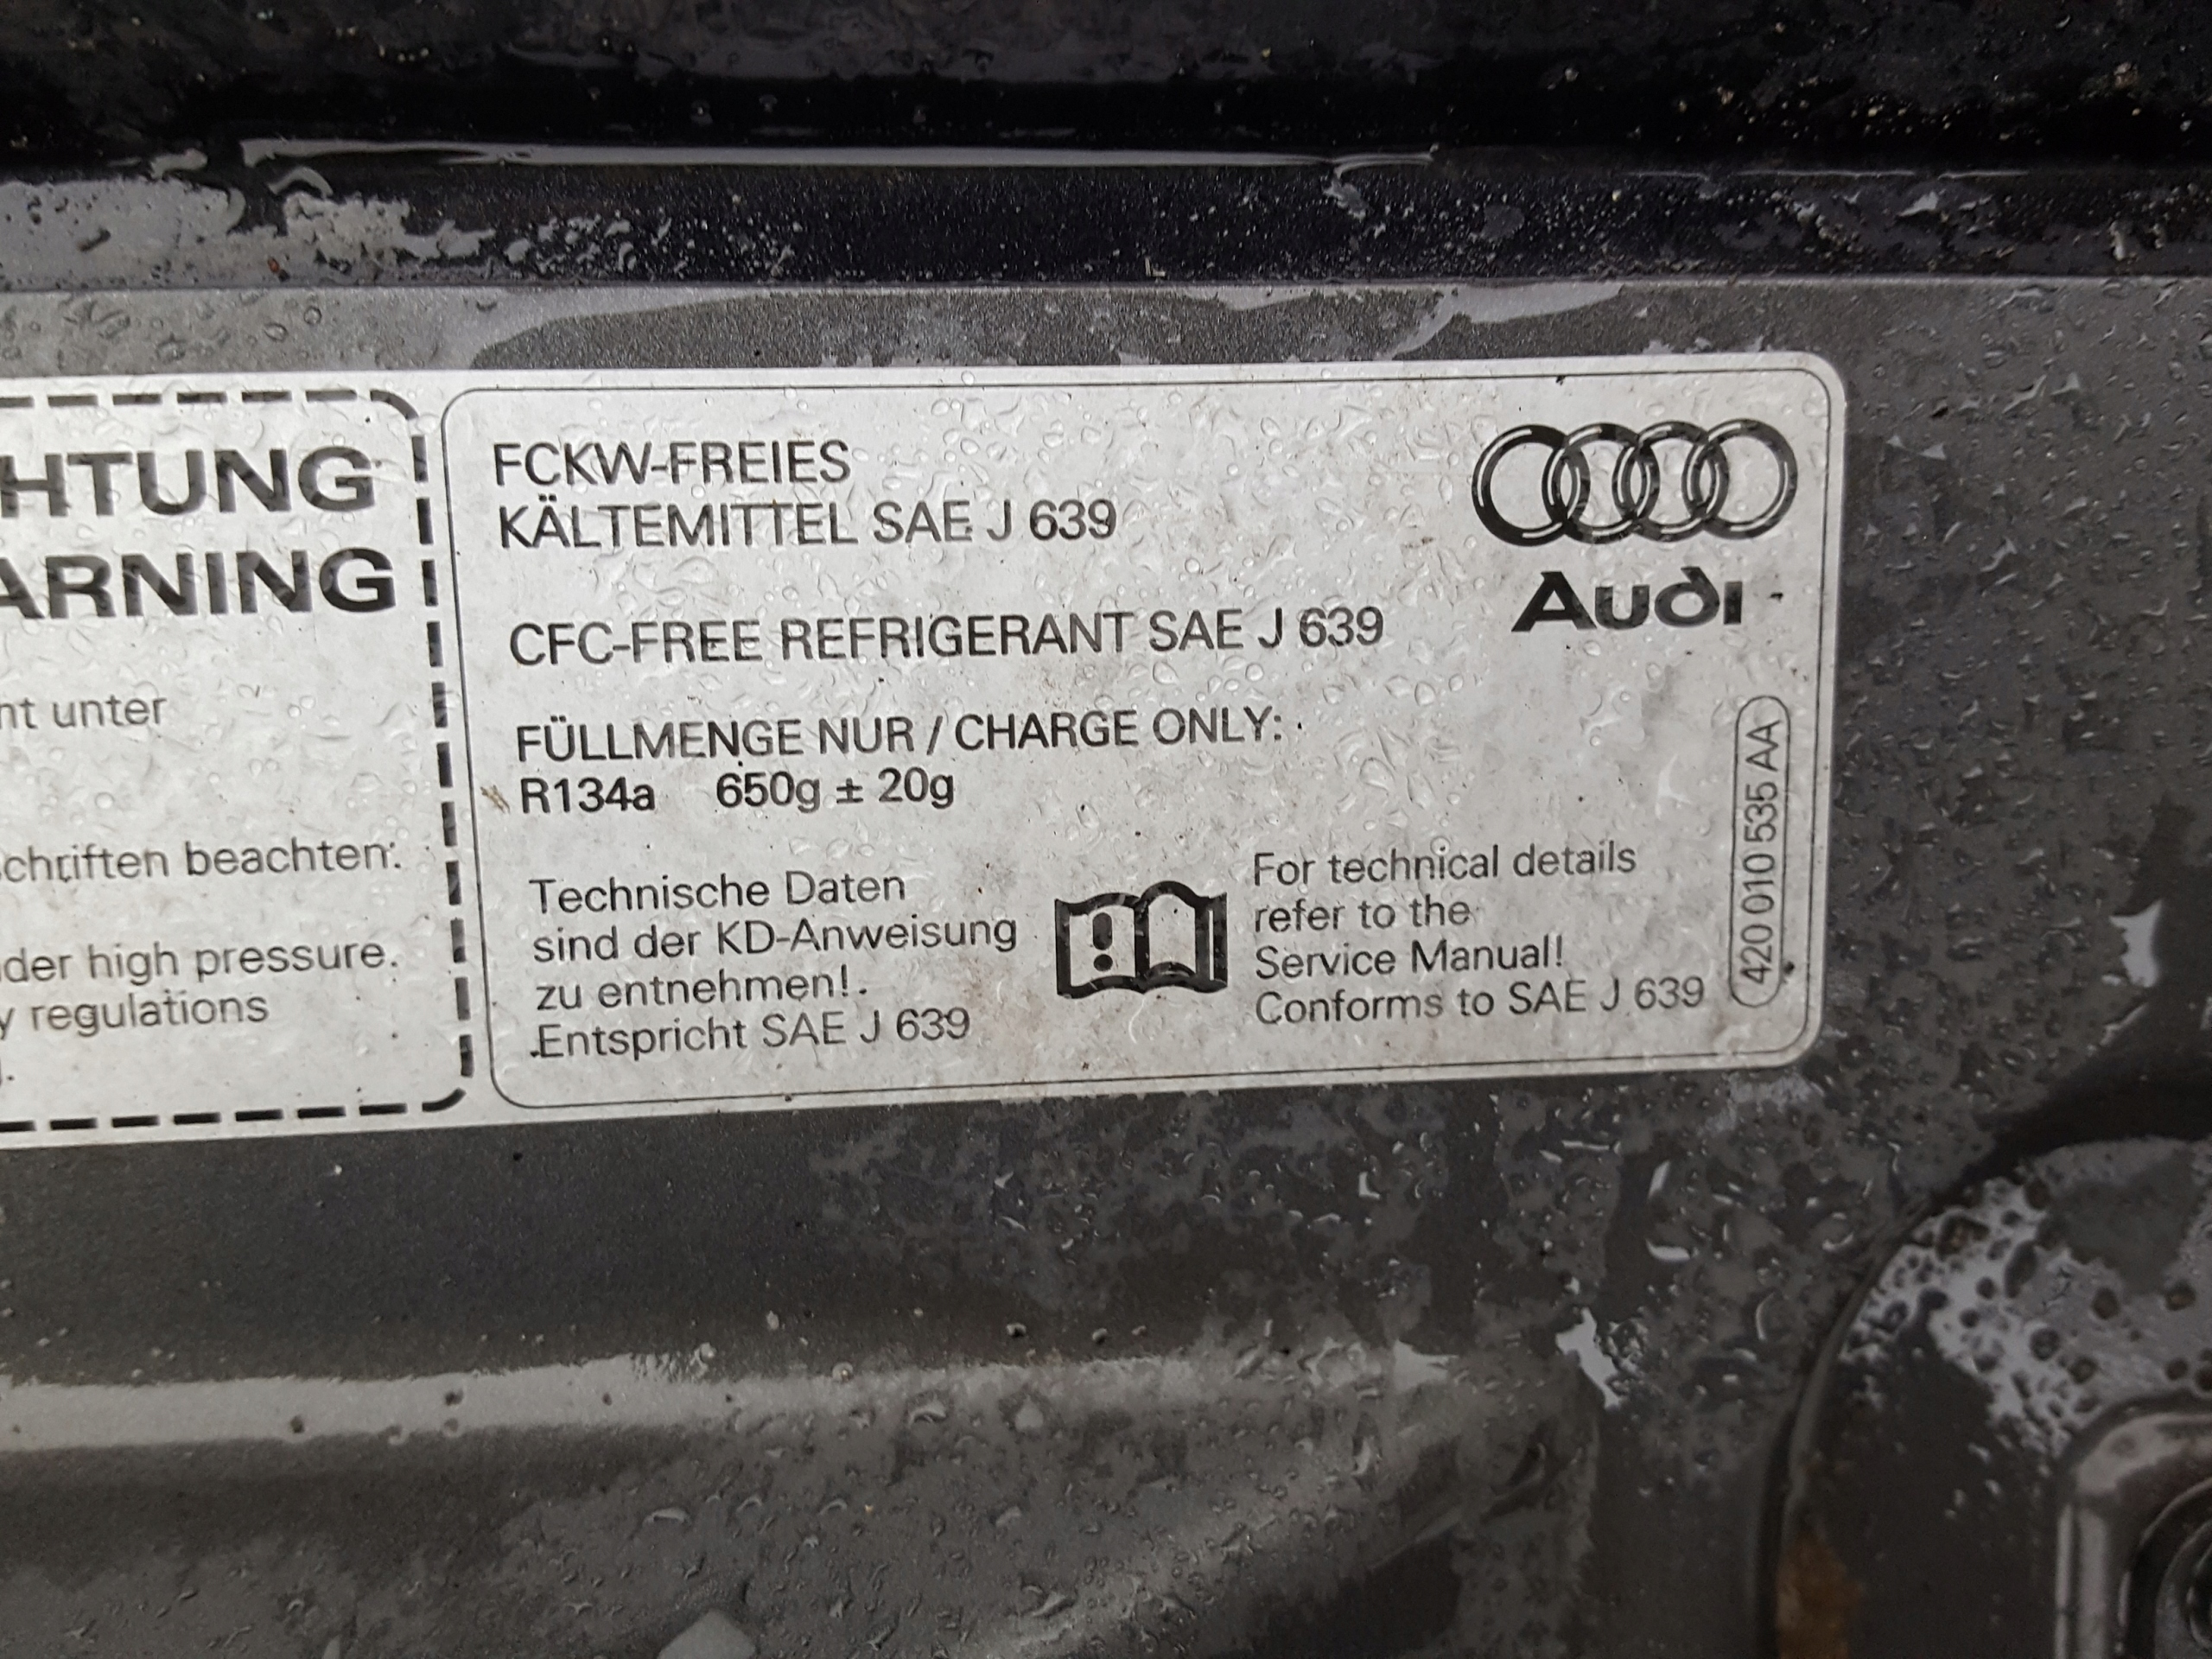 HTUNG
ARNING
nt unter
chriften beachten.
der high pressure.
y regulations
FCKW-FREIES
KÄLTEMITTEL SAE J 639
CFC-FREE REFRIGERANT SAE J 639
FÜLLMENGE NUR / CHARGE ONLY:
R134a 650g ± 20g
Technische Daten
sind der KD-Anweisung
zu entnehmen!
Entspricht SAE J 639
For technical details
refer to the
Service Manual!
Conforms to SAE J 639
Audi
420 010 535 AA